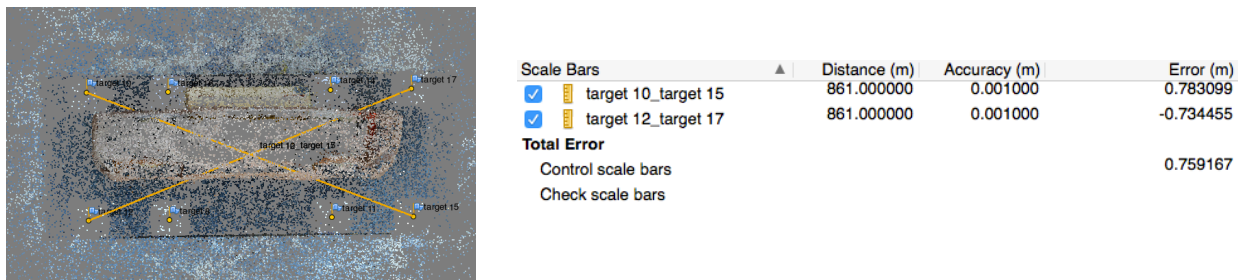 target 17
target 10_target 15
target 11
target 15
Scale Bars Distance (m) Accuracy (m) Error (m)
target 10_target 15 861.000000 0.001000 0.783099
target 12_target 17 861.000000 0.001000 -0.734455
Total Error
Control scale bars 0.759167
Check scale bars